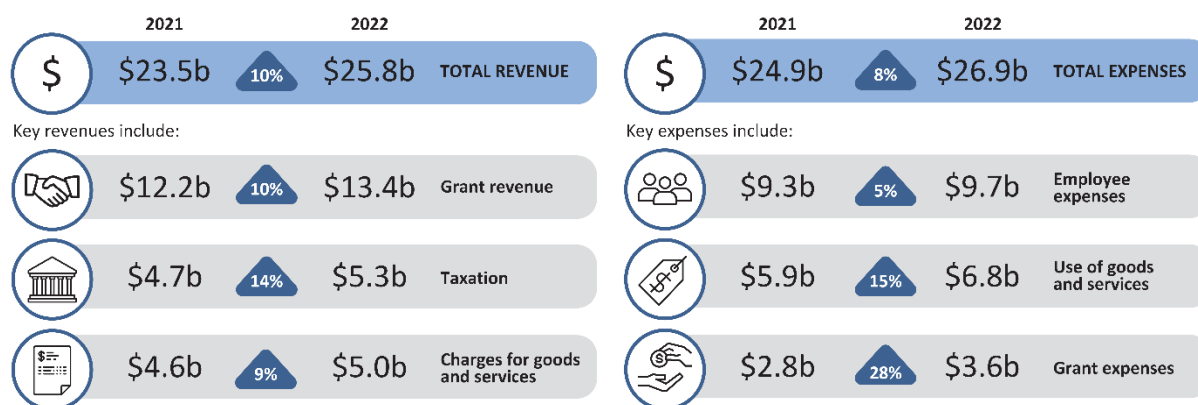 2021 2022
$ $23.5b 10% $25.8b TOTAL REVENUE
Key revenues include:
$12.2b 10% $13.4b Grant revenue
$4.7b 14% $5.3b Taxation
$ $4.6b 9% $5.0b Charges for goods
and services
2021 2022
$ $24.9b 8% $26.9b TOTAL EXPENSES
Key expenses include:
$9.3b 5% $9.7b Employee
expenses
$ $5.9b 15% $6.8b Use of goods
and services
$ $2.8b 28% $3.6b Grant expenses